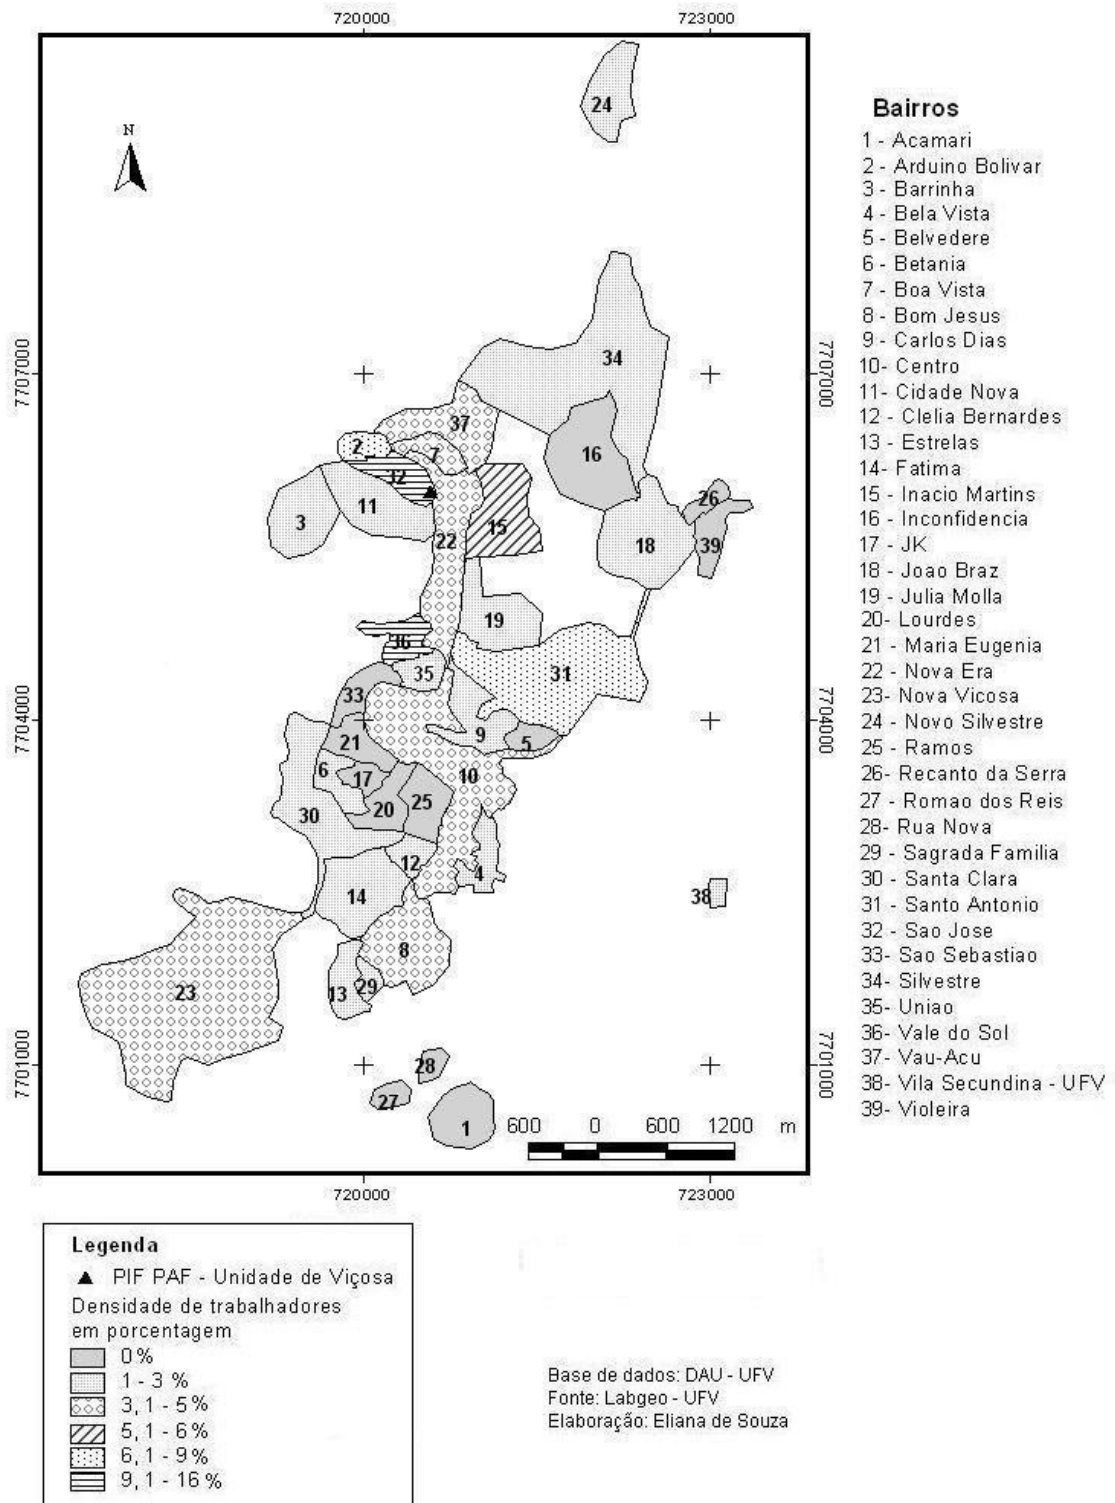 720000 723000
N
7707000 7707000
7704000 7704000
7701000 7701000
24
34
37
16
2
7
32
11
3
15
26
22
18
39
19
36
35
31
33
9
5
21
6
17
10
30
20
25
12
4
14
38
8
23
13
29
28
27
1
600 0 600 1200 m
720000 723000
Bairros
1 - Acamari
2 - Arduino Bolivar
3 - Barrinha
4 - Bela Vista
5 - Belvedere
6 - Betania
7 - Boa Vista
8 - Bom Jesus
9 - Carlos Dias
10- Centro
11- Cidade Nova
12 - Clelia Bernardes
13 - Estrelas
14 - Fatima
15 - Inacio Martins
16 - Inconfidencia
17 - JK
18 - Joao Braz
19 - Julia Molla
20- Lourdes
21 - Maria Eugenia
22 - Nova Era
23- Nova Vicosa
24 - Novo Silvestre
25 - Ramos
26- Recanto da Serra
27 - Romao dos Reis
28- Rua Nova
29 - Sagrada Familia
30 - Santa Clara
31 - Santo Antonio
32 - Sao Jose
33- Sao Sebastiao
34- Silvestre
35- Uniao
36- Vale do Sol
37- Vau-Acu
38- Vila Secundina - UFV
39- Violeira
Legenda
PIF PAF - Unidade de Viçosa
Densidade de trabalhadores
em porcentagem
0%
1 - 3 %
3,1 - 5%
5,1 - 6%
6,1 - 9%
9,1 - 16 %
Base de dados: DAU - UFV
Fonte: Labgeo - UFV
Elaboração: Eliana de Souza